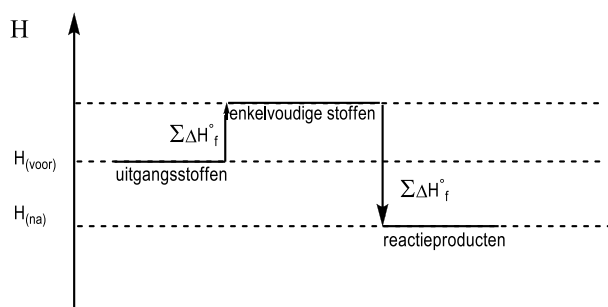 H
enkelvoudige stoffen
ΣΔH°f
H(voor)
uitgangsstoffen
ΣΔH°f
H(na)
reactieproducten